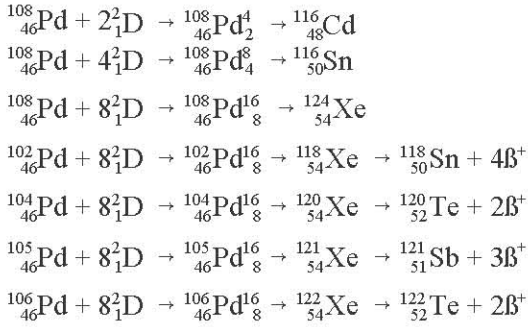 ¹⁰⁸₄₆Pd + 2²₁D → ¹⁰⁸₄₆Pd⁴₂ → ¹¹⁶₄₈Cd
¹⁰⁸₄₆Pd + 4²₁D → ¹⁰⁸₄₆Pd⁸₄ → ¹¹⁶₅₀Sn
¹⁰⁸₄₆Pd + 8²₁D → ¹⁰⁸₄₆Pd¹⁶₈ → ¹²⁴₅₄Xe
¹⁰²₄₆Pd + 8²₁D → ¹⁰²₄₆Pd¹⁶₈ → ¹¹⁸₅₄Xe → ¹¹⁸₅₀Sn + 4ß⁺
¹⁰⁴₄₆Pd + 8²₁D → ¹⁰⁴₄₆Pd¹⁶₈ → ¹²⁰₅₄Xe → ¹²⁰₅₂Te + 2ß⁺
¹⁰⁵₄₆Pd + 8²₁D → ¹⁰⁵₄₆Pd¹⁶₈ → ¹²¹₅₄Xe → ¹²¹₅₁Sb + 3ß⁺
¹⁰⁶₄₆Pd + 8²₁D → ¹⁰⁶₄₆Pd¹⁶₈ → ¹²²₅₄Xe → ¹²²₅₂Te + 2ß⁺